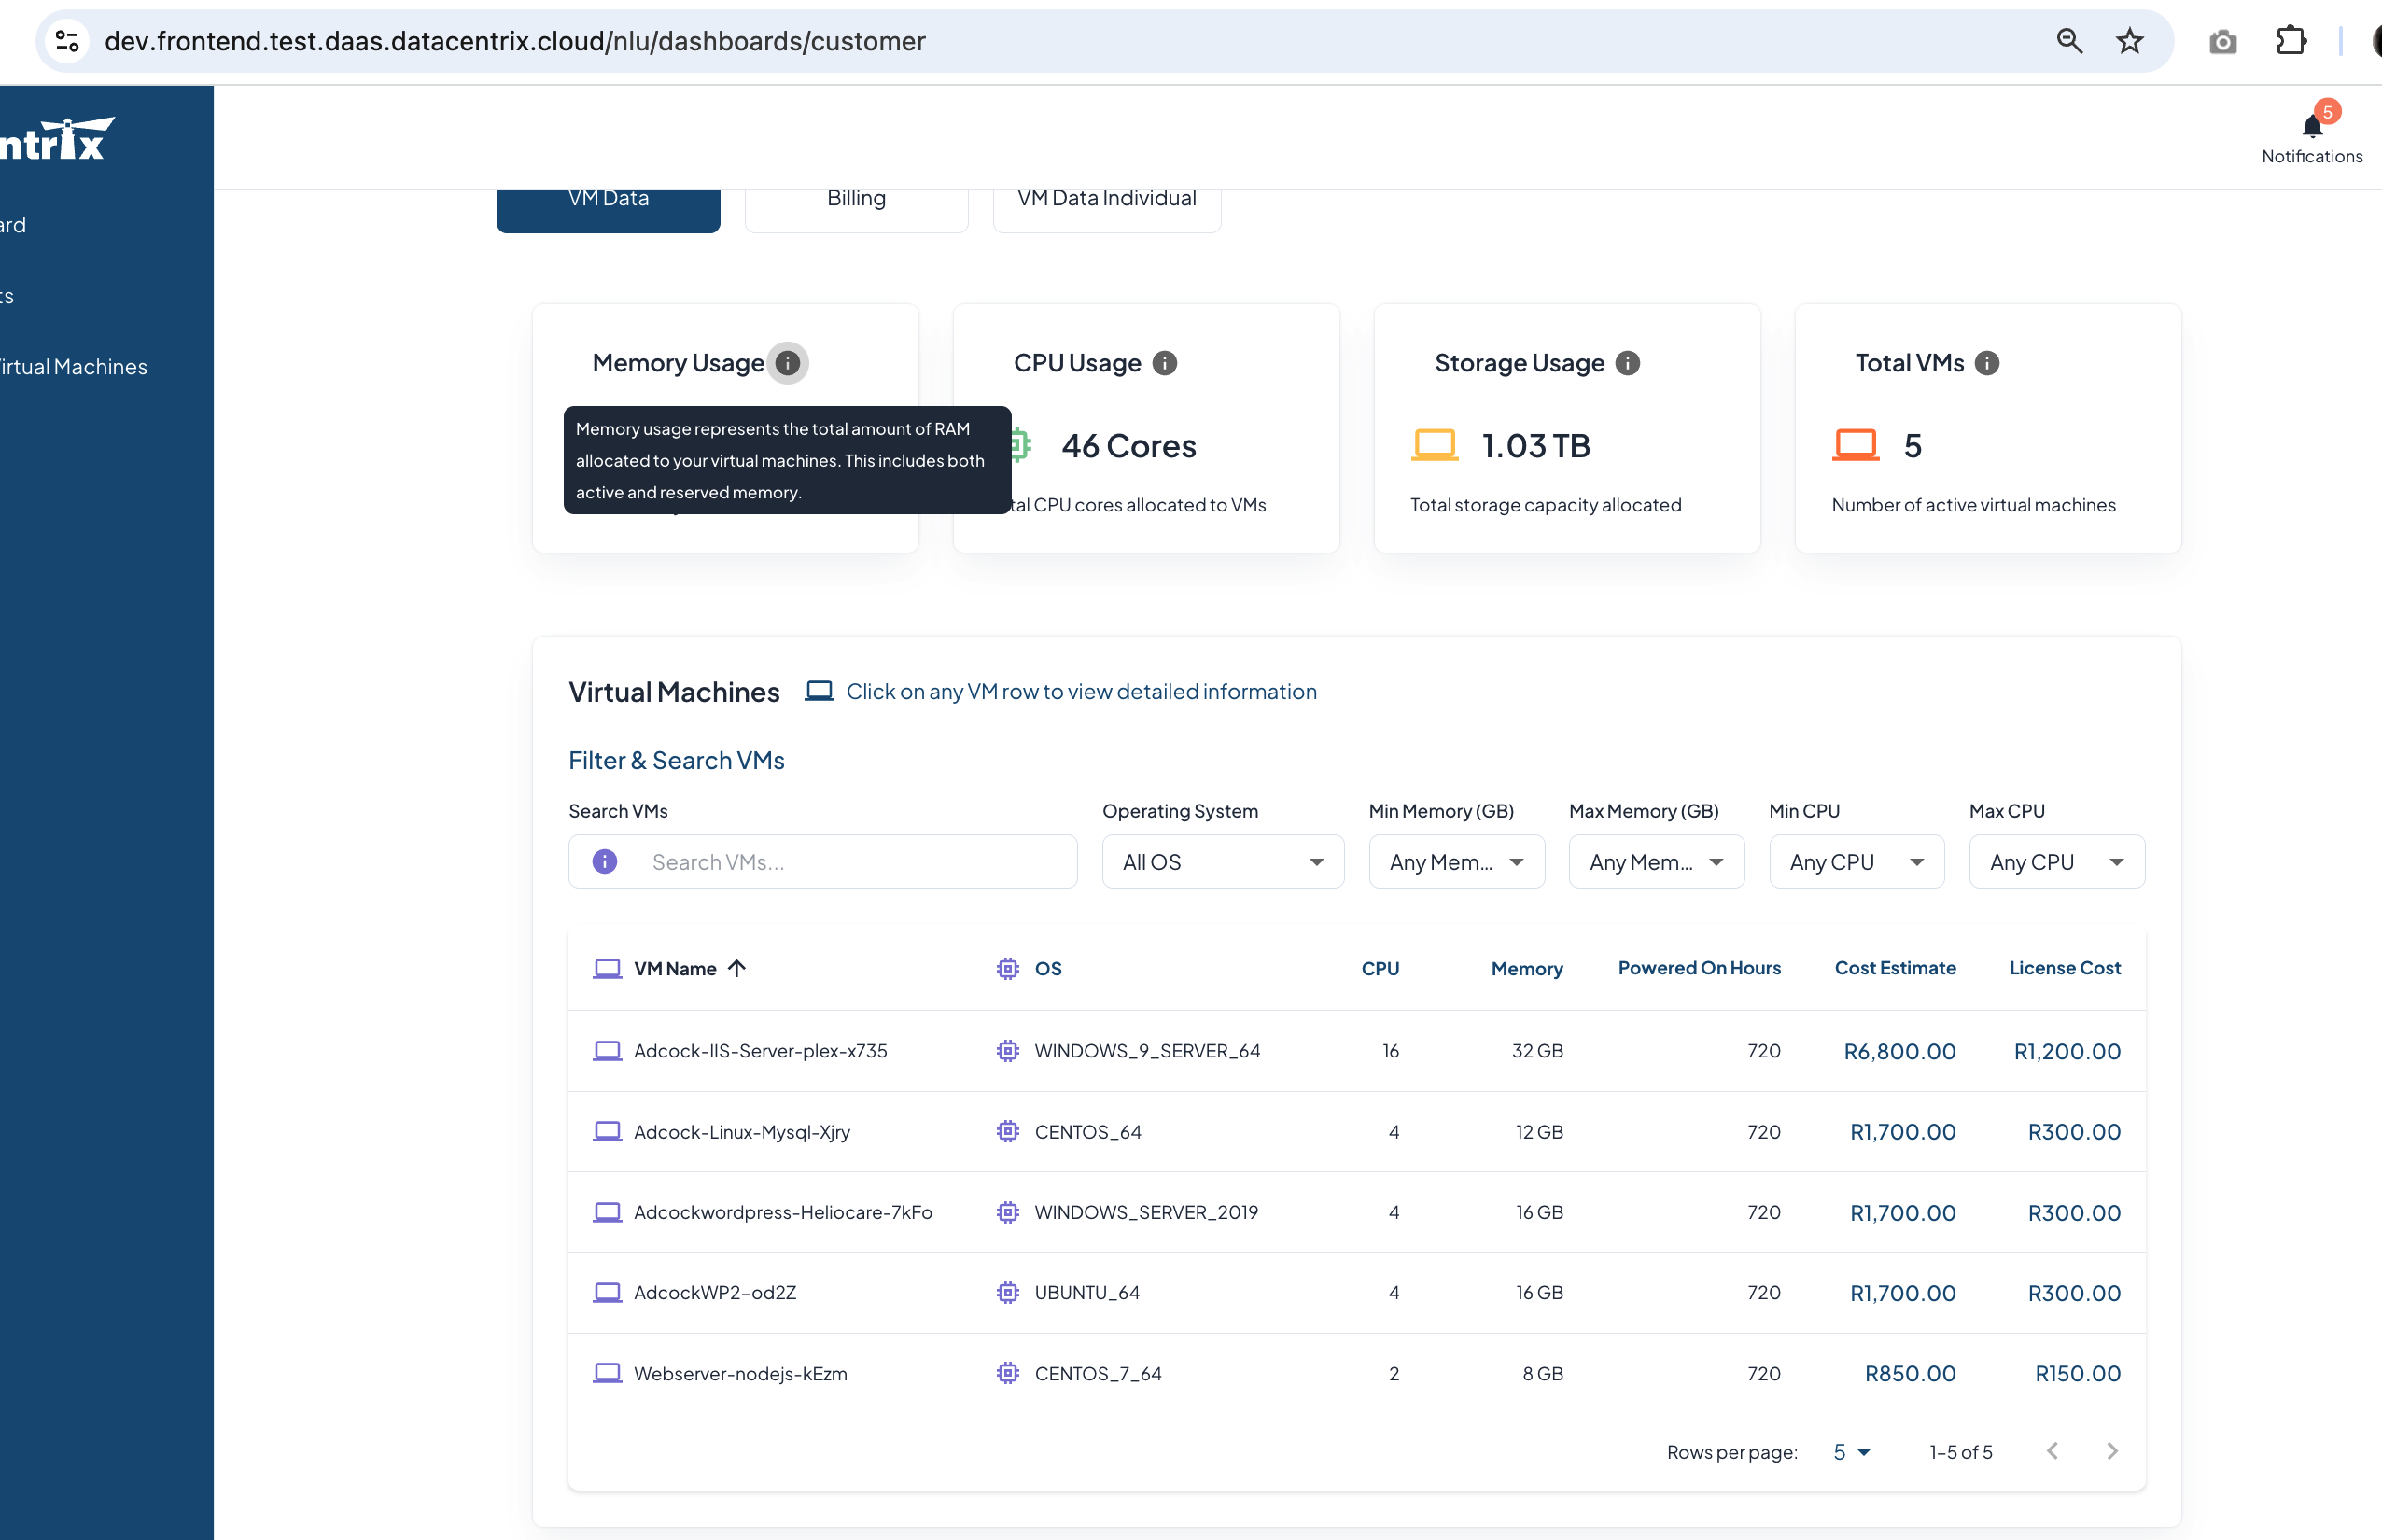 dev.frontend.test.daas.datacentrix.cloud/nlu/dashboards/customer
5
Notifications
ntrix
ard
ts
irtual Machines
VM Data
Billing
VM Data Individual
Memory Usage
CPU Usage
Storage Usage
Total VMs
Memory usage represents the total amount of RAM
allocated to your virtual machines. This includes both
active and reserved memory.
46 Cores
1.03 TB
5
tal CPU cores allocated to VMs
Total storage capacity allocated
Number of active virtual machines
Virtual Machines
Click on any VM row to view detailed information
Filter & Search VMs
Search VMs
Operating System
Min Memory (GB)
Max Memory (GB)
Min CPU
Max CPU
Search VMs...
All OS
Any Mem...
Any Mem...
Any CPU
Any CPU
VM Name OS CPU Memory Powered On Hours Cost Estimate License Cost
Adcock-IIS-Server-plex-x735 WINDOWS_9_SERVER_64 16 32 GB 720 R6,800.00 R1,200.00
Adcock-Linux-Mysql-Xjry CENTOS_64 4 12 GB 720 R1,700.00 R300.00
Adcockwordpress-Heliocare-7kFo WINDOWS_SERVER_2019 4 16 GB 720 R1,700.00 R300.00
AdcockWP2-od2Z UBUNTU_64 4 16 GB 720 R1,700.00 R300.00
Webserver-nodejs-kEzm CENTOS_7_64 2 8 GB 720 R850.00 R150.00
Rows per page: 5 1–5 of 5